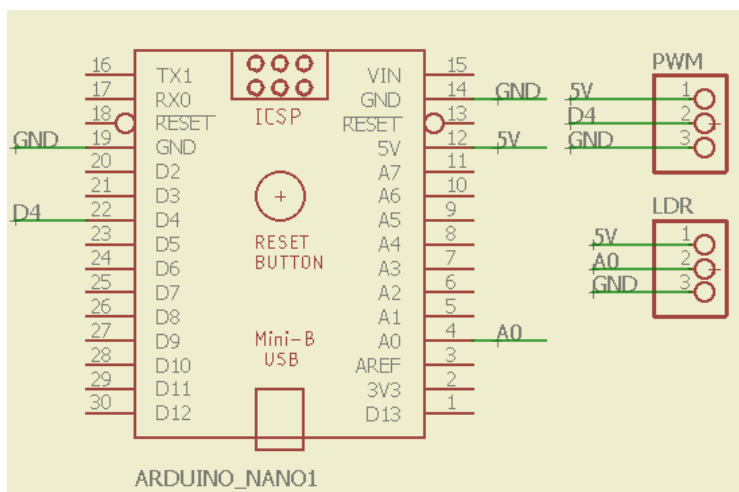 PWM
16 TX1 VIN 15
17 RX0 GND 14 GND 5V 1
18 RESET ICSP RESET 13 D4 2
GND 19 GND 5V 12 5V GND 3
20 D2 A7 11
21 D3 A6 10
D4 22 D4 A5 9 LDR
23 D5 RESET A4 8 5V 1
24 D6 BUTTON A3 7 A0 2
25 D7 A2 6 GND 3
26 D8 A1 5
27 D9 Mini-B A0 4 A0
28 D10 USB AREF 3
29 D11 3V3 2
30 D12 D13 1
ARDUINO_NANO1